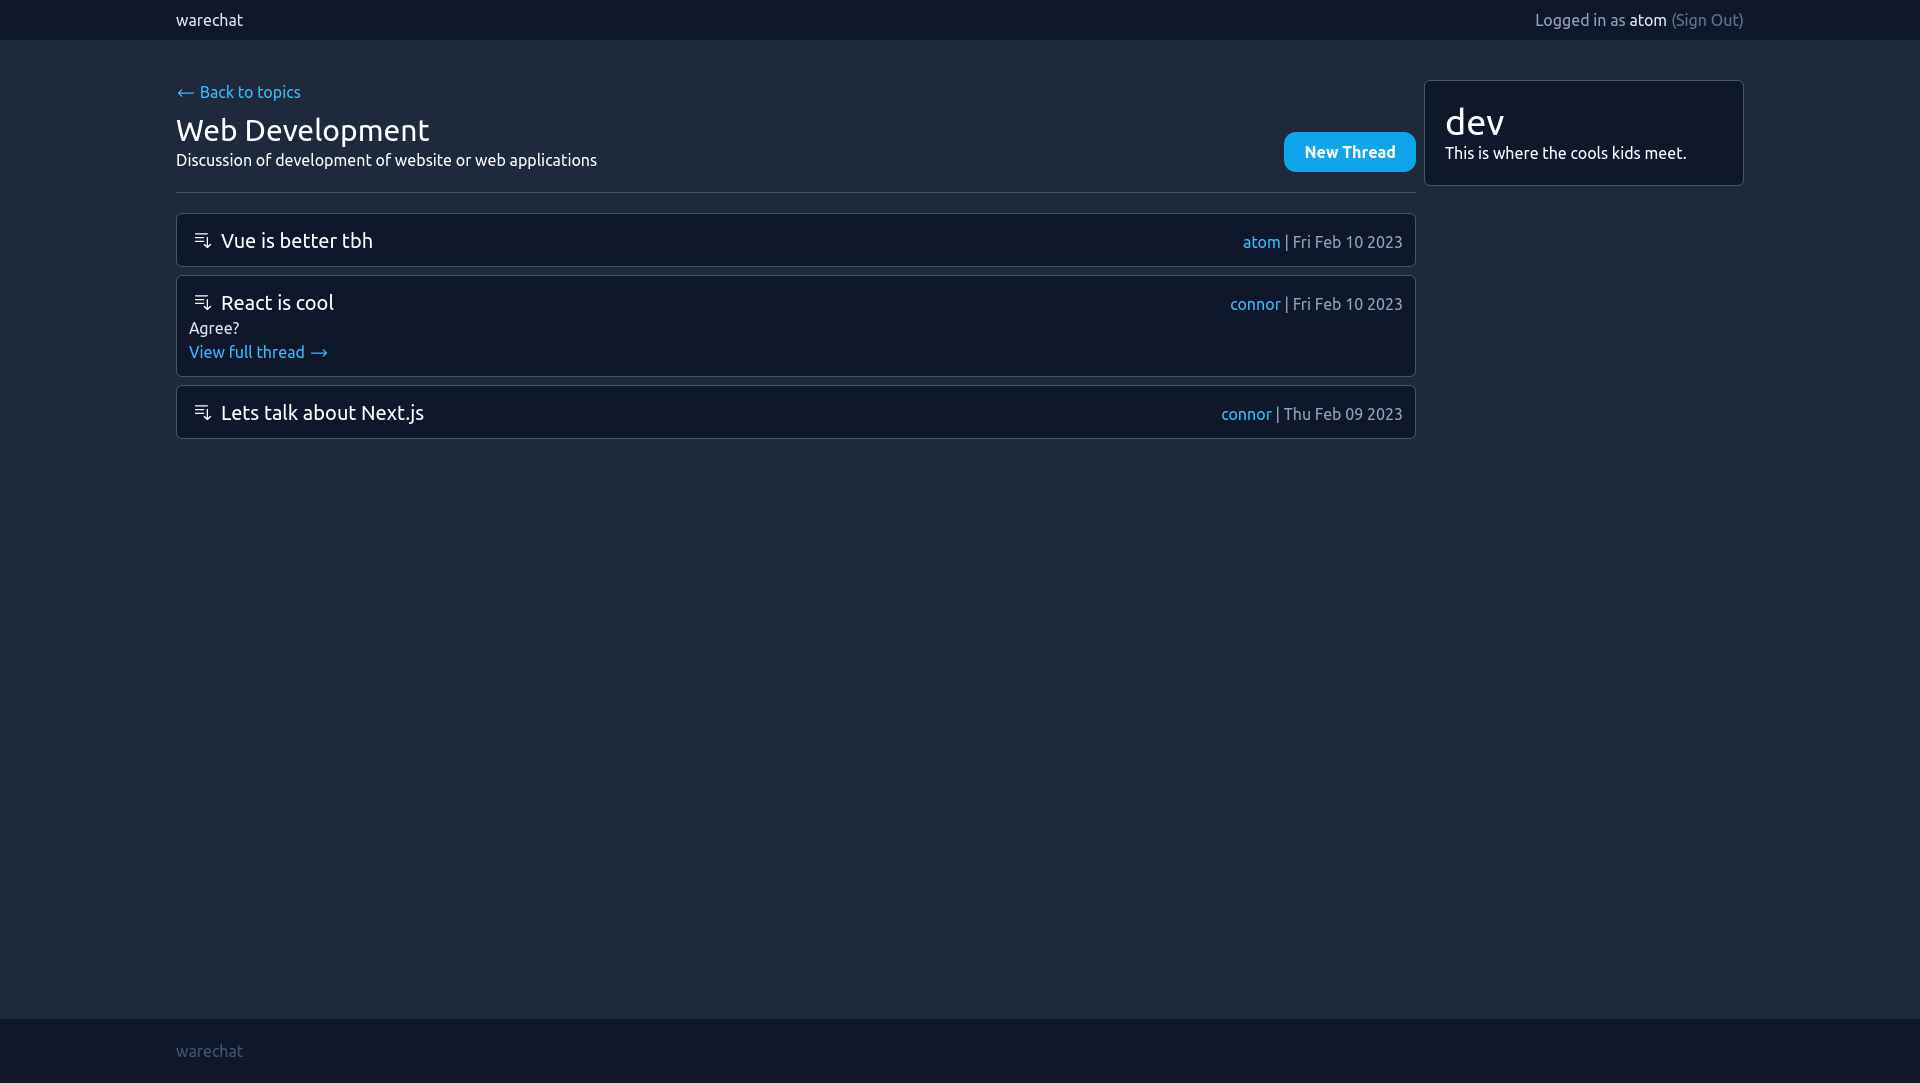 warechat
Logged in as atom (Sign Out)
Back to topics
Web Development
Discussion of development of website or web applications
New Thread
dev
This is where the cools kids meet.
Vue is better tbh
atom | Fri Feb 10 2023
React is cool
connor | Fri Feb 10 2023
Agree?
View full thread
Lets talk about Next.js
connor | Thu Feb 09 2023
warechat